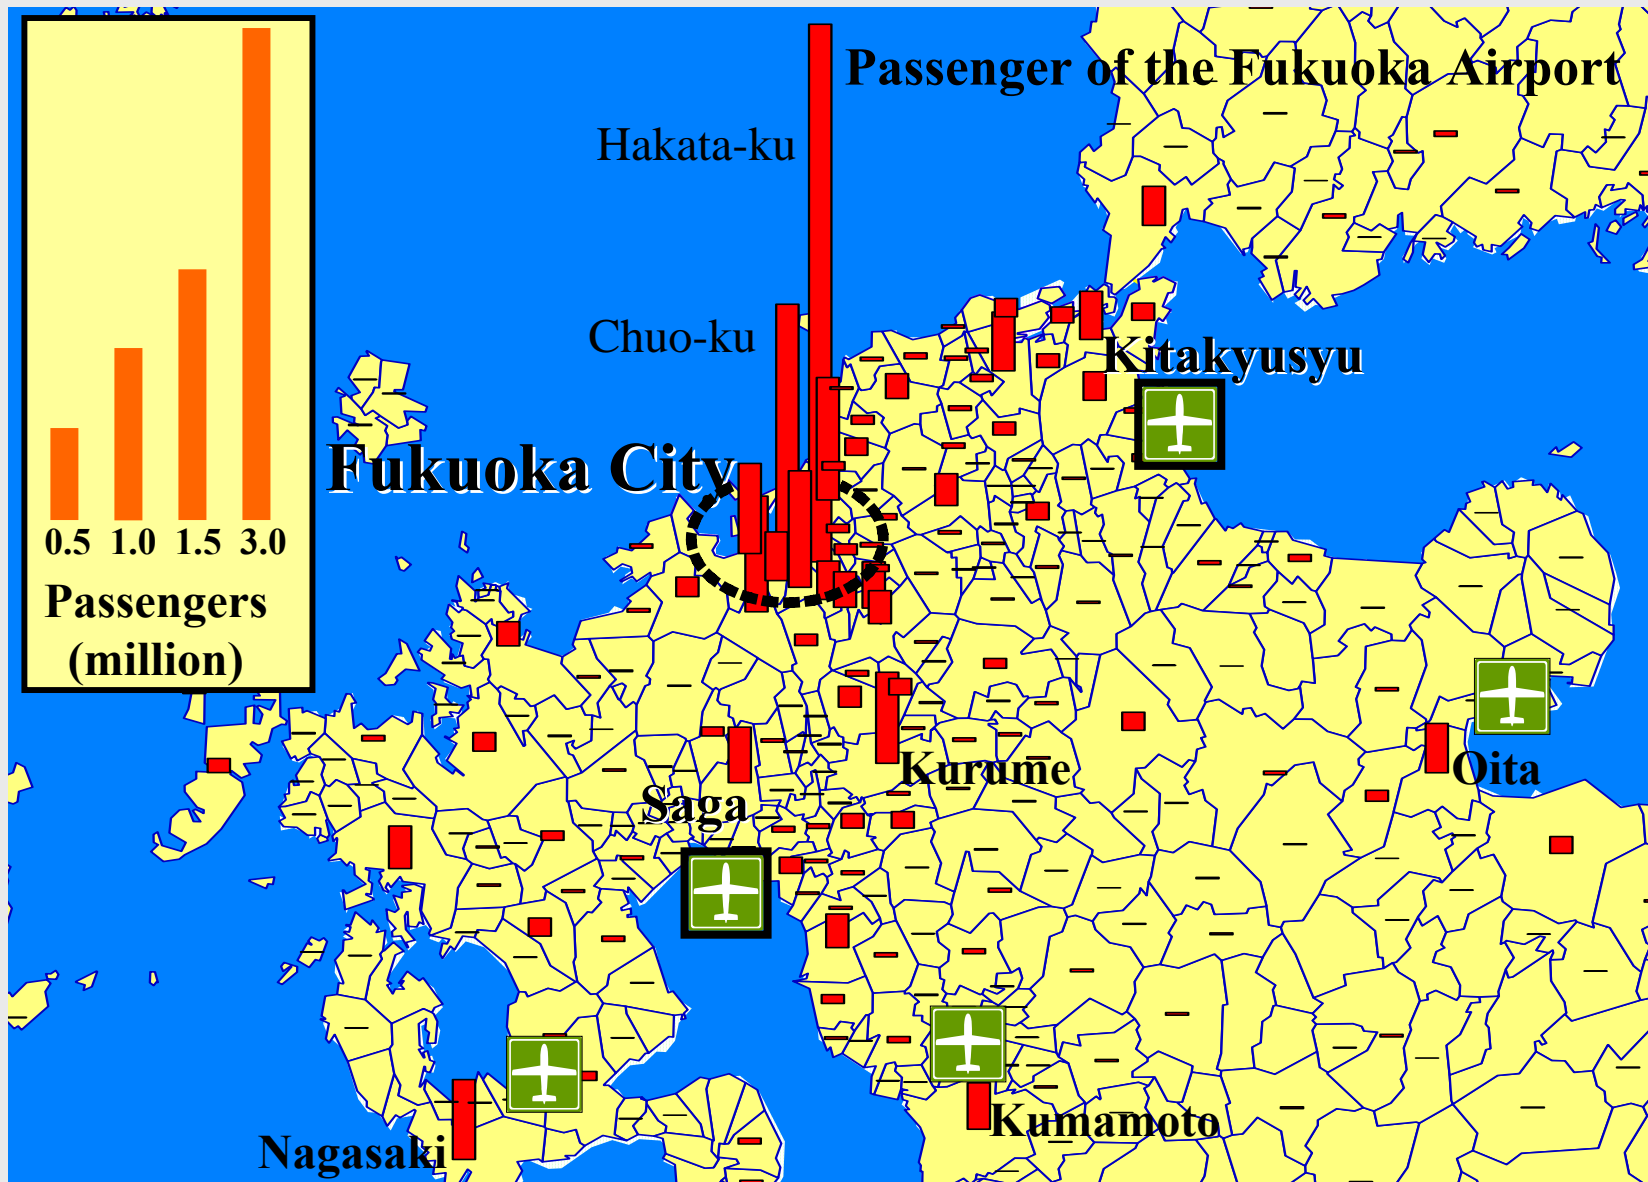 Passenger of the Fukuoka Airport
Hakata-ku
Chuo-ku
Kitakyusyu
Fukuoka City
0.5 1.0 1.5 3.0
Passengers
(million)
Kurume
Oita
Saga
Kumamoto
Nagasaki